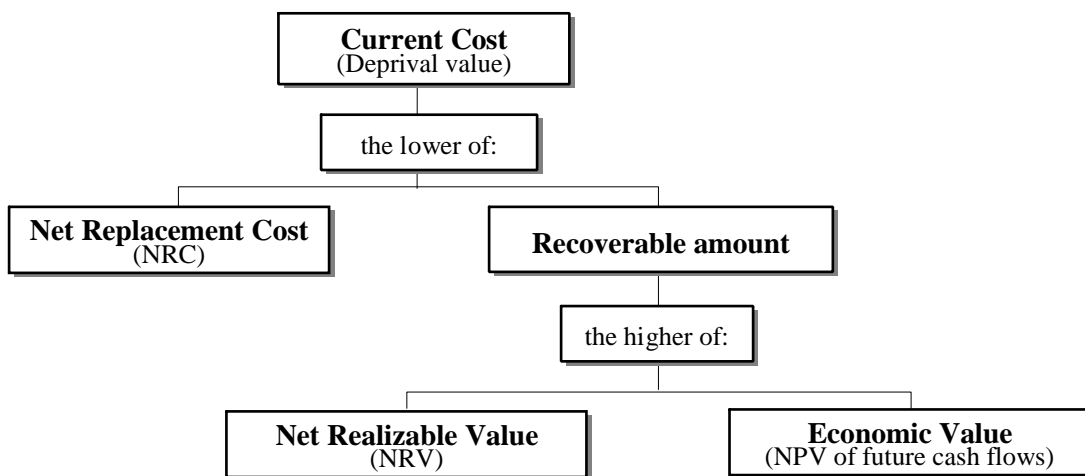 Current Cost
(Deprival value)
the lower of:
Net Replacement Cost
(NRC)
Recoverable amount
the higher of:
Net Realizable Value
(NRV)
Economic Value
(NPV of future cash flows)